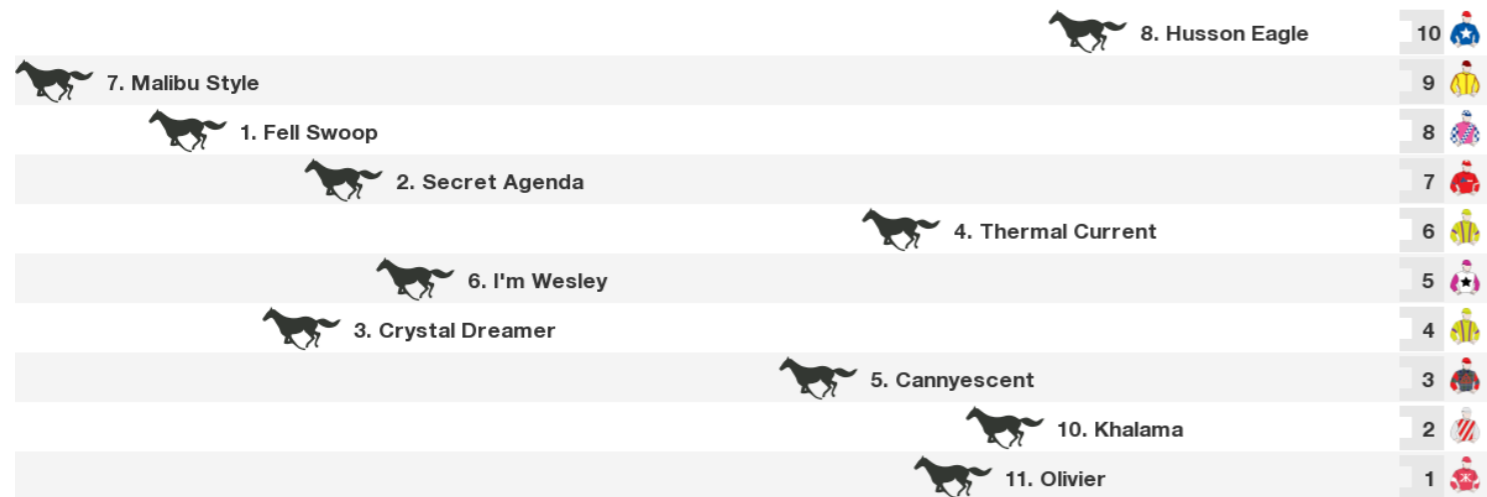 8. Husson Eagle 10
7. Malibu Style 9
1. Fell Swoop 8
2. Secret Agenda 7
4. Thermal Current 6
6. I'm Wesley 5
3. Crystal Dreamer 4
5. Cannyescent 3
10. Khalama 2
11. Olivier 1